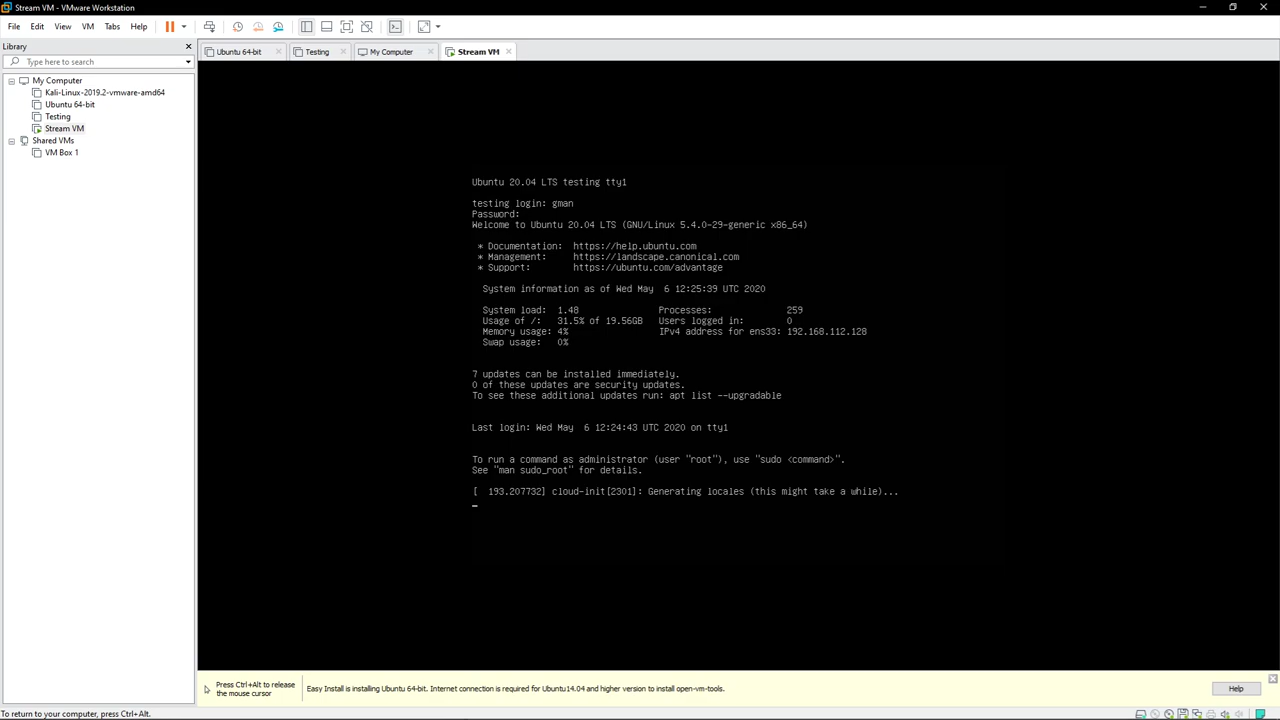 Stream VM - VMware Workstation
File Edit View VM Tabs Help
Library
Type here to search
My Computer
Kali-Linux-2019.2-vmware-amd64
Ubuntu 64-bit
Testing
Stream VM
Shared VMs
VM Box 1
Ubuntu 64-bit Testing My Computer Stream VM
Ubuntu 20.04 LTS testing tty1
testing login: gman
Password:
Welcome to Ubuntu 20.04 LTS (GNU/Linux 5.4.0-29-generic x86_64)
* Documentation: https://help.ubuntu.com
* Management: https://landscape.canonical.com
* Support: https://ubuntu.com/advantage
System information as of Wed May 6 12:25:39 UTC 2020
System load: 1.48 Processes: 259
Usage of /: 31.5% of 19.56GB Users logged in: 0
Memory usage: 4% IPv4 address for ens33: 192.168.112.128
Swap usage: 0%
7 updates can be installed immediately.
0 of these updates are security updates.
To see these additional updates run: apt list --upgradable
Last login: Wed May 6 12:24:43 UTC 2020 on tty1
To run a command as administrator (user "root"), use "sudo <command>".
See "man sudo_root" for details.
[ 193.207732] cloud-init[2301]: Generating locales (this might take a while)...
_
Press Ctrl+Alt to release
the mouse cursor
Easy Install is installing Ubuntu 64-bit. Internet connection is required for Ubuntu14.04 and higher version to install open-vm-tools.
Help
To return to your computer, press Ctrl+Alt.